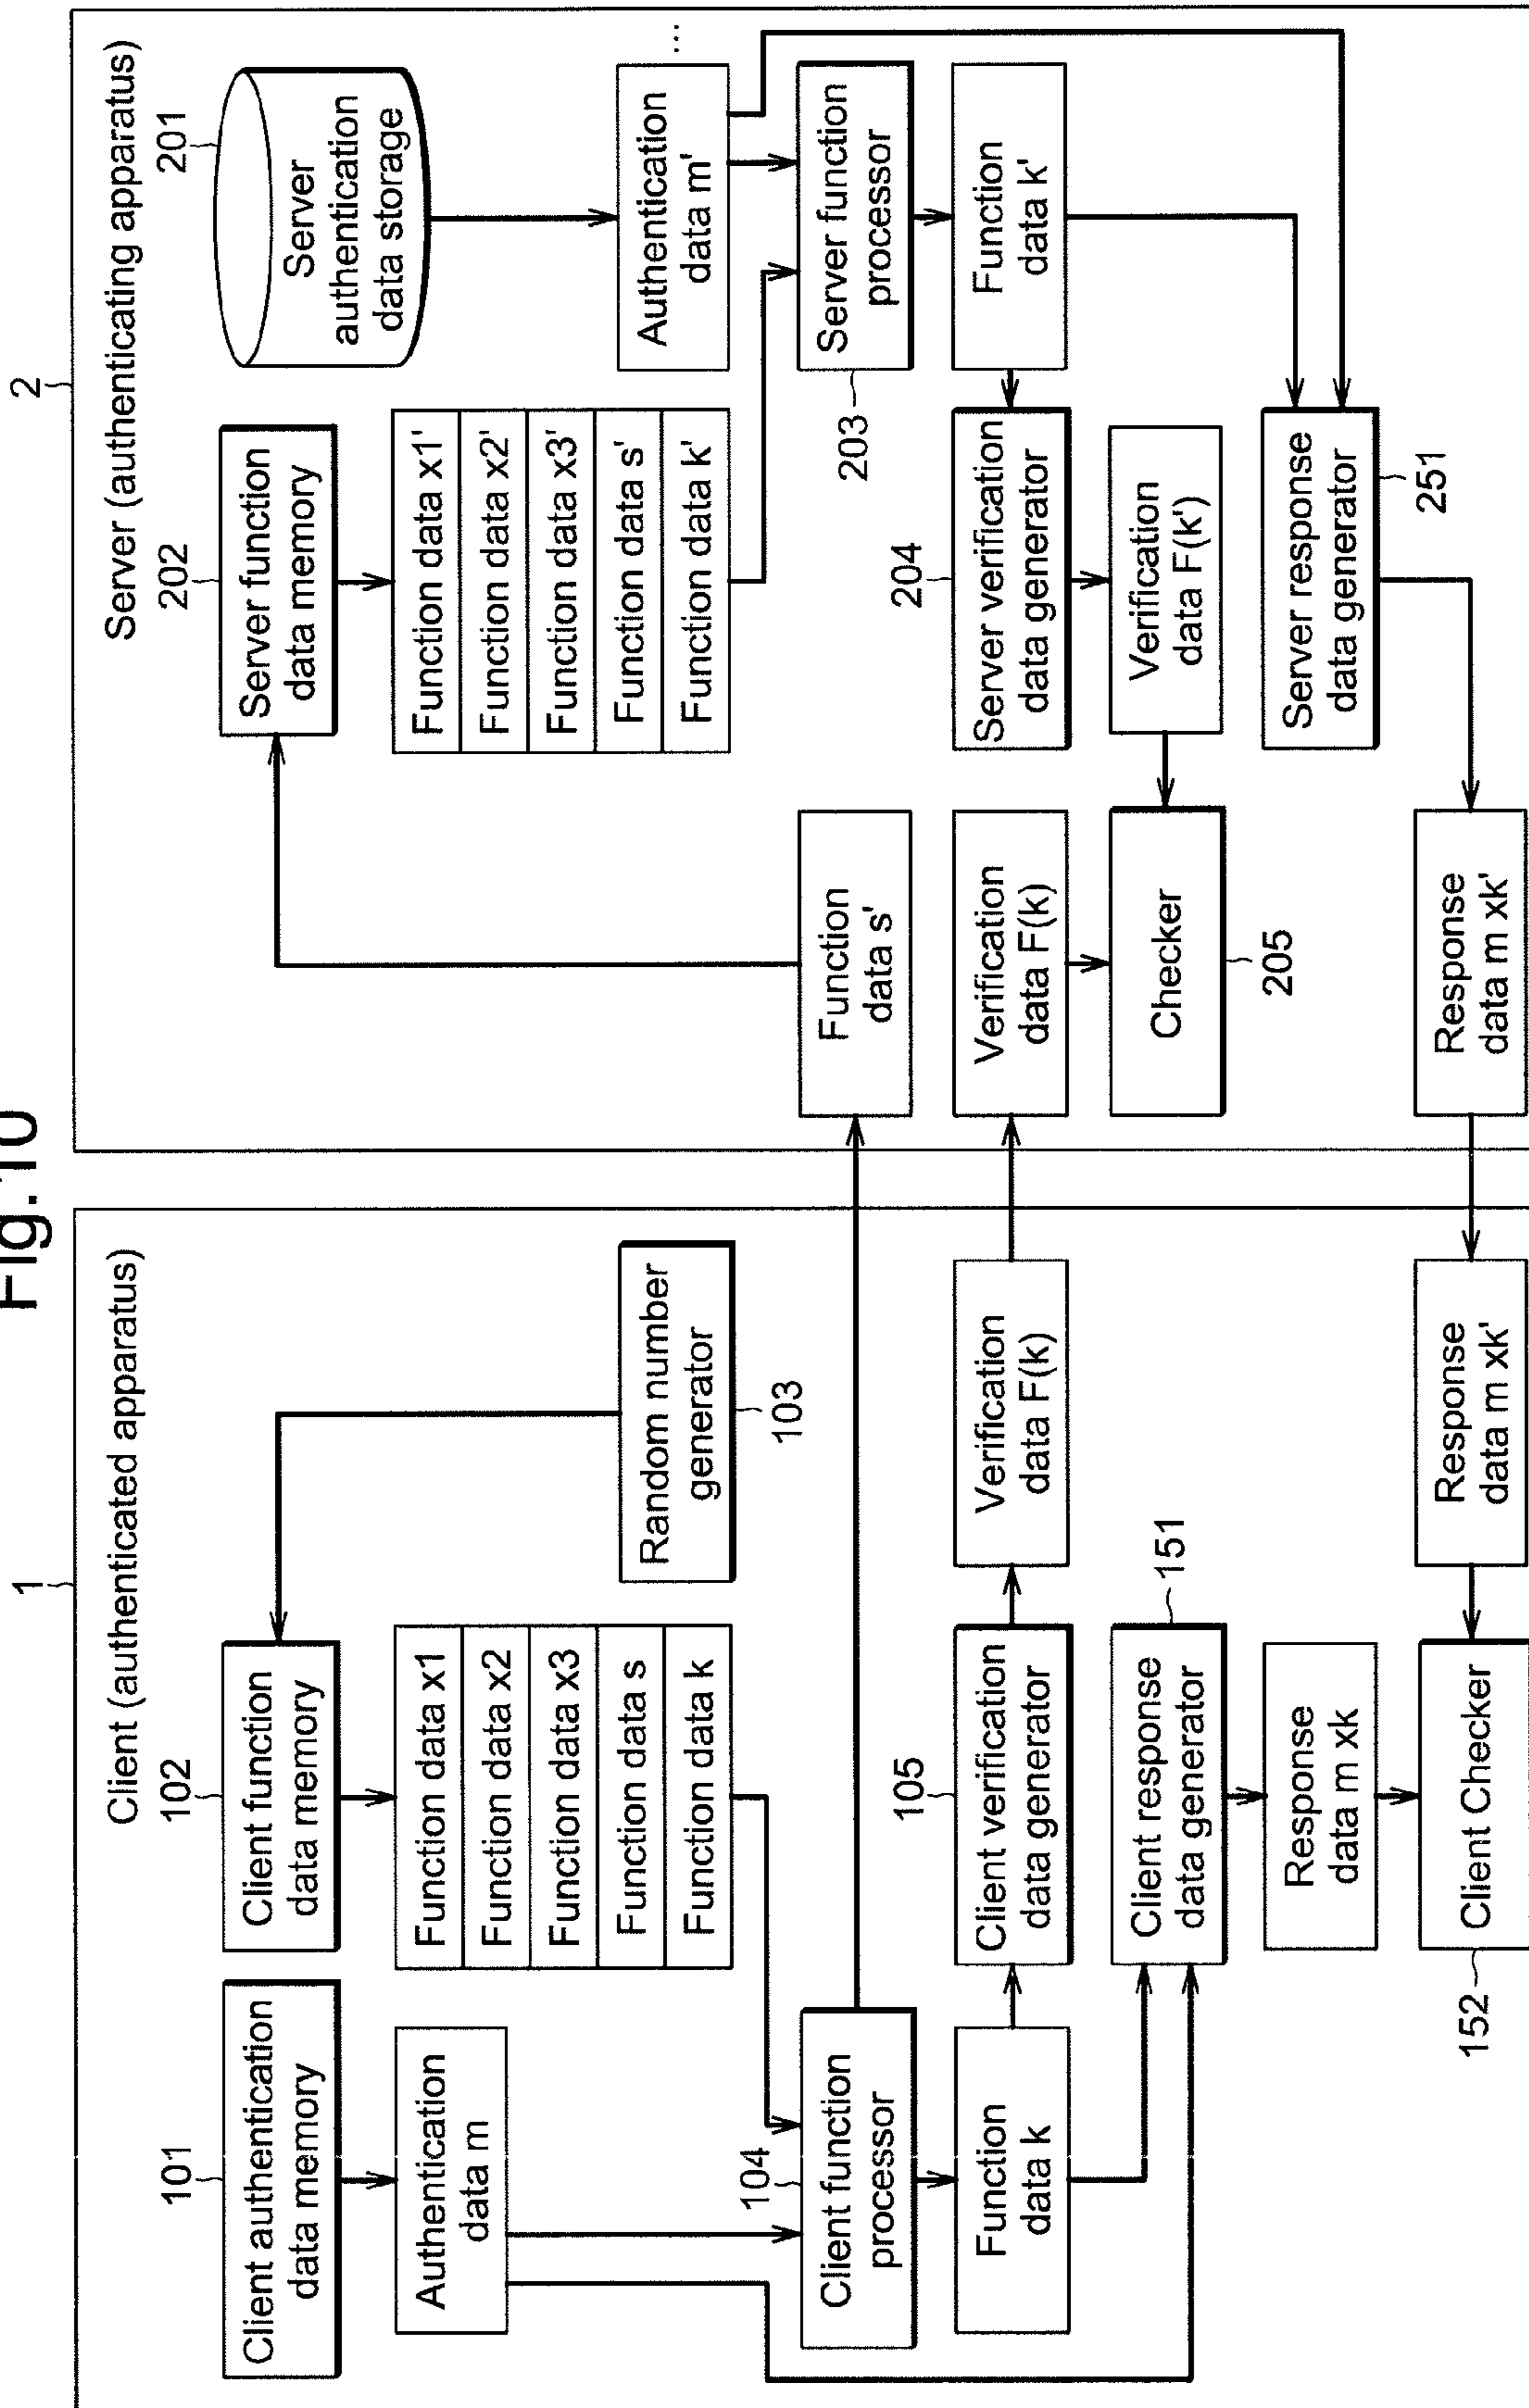 Fig.10
1
Client (authenticated apparatus)
101
Client authentication
data memory
102
Client function
data memory
Authentication
data m
Function data x1
Function data x2
Function data x3
Function data s
Function data k
Random number
generator
103
104
Client function
processor
Function
data k
105
Client verification
data generator
Verification
data F(k)
Client response
data generator
151
Response
data m xk
Client Checker
152
Response
data m xk'
2
Server (authenticating apparatus)
202
Server function
data memory
201
Server
authentication
data storage
Function data x1'
Function data x2'
Function data x3'
Function data s'
Function data k'
Authentication
data m'
...
Function
data s'
Server function
processor
203
Function
data k'
Verification
data F(k)
204
Server verification
data generator
Verification
data F(k')
Checker
205
Server response
data generator
251
Response
data m xk'